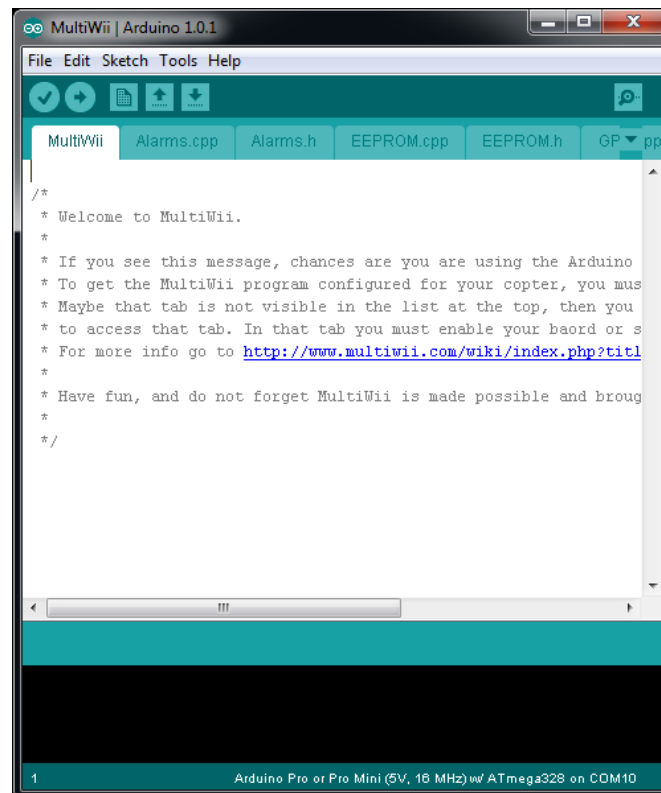 MultiWii | Arduino 1.0.1
File Edit Sketch Tools Help
MultiWii Alarms.cpp Alarms.h EEPROM.cpp EEPROM.h GP pp
/*
* Welcome to MultiWii.
*
* If you see this message, chances are you are using the Arduino
* To get the MultiWii program configured for your copter, you mus
* Maybe that tab is not visible in the list at the top, then you
* to access that tab. In that tab you must enable your baord or s
* For more info go to http://www.multiwii.com/wiki/index.php?titl
*
* Have fun, and do not forget MultiWii is made possible and broug
*
*/
1 Arduino Pro or Pro Mini (5V, 16 MHz) w/ ATmega328 on COM10